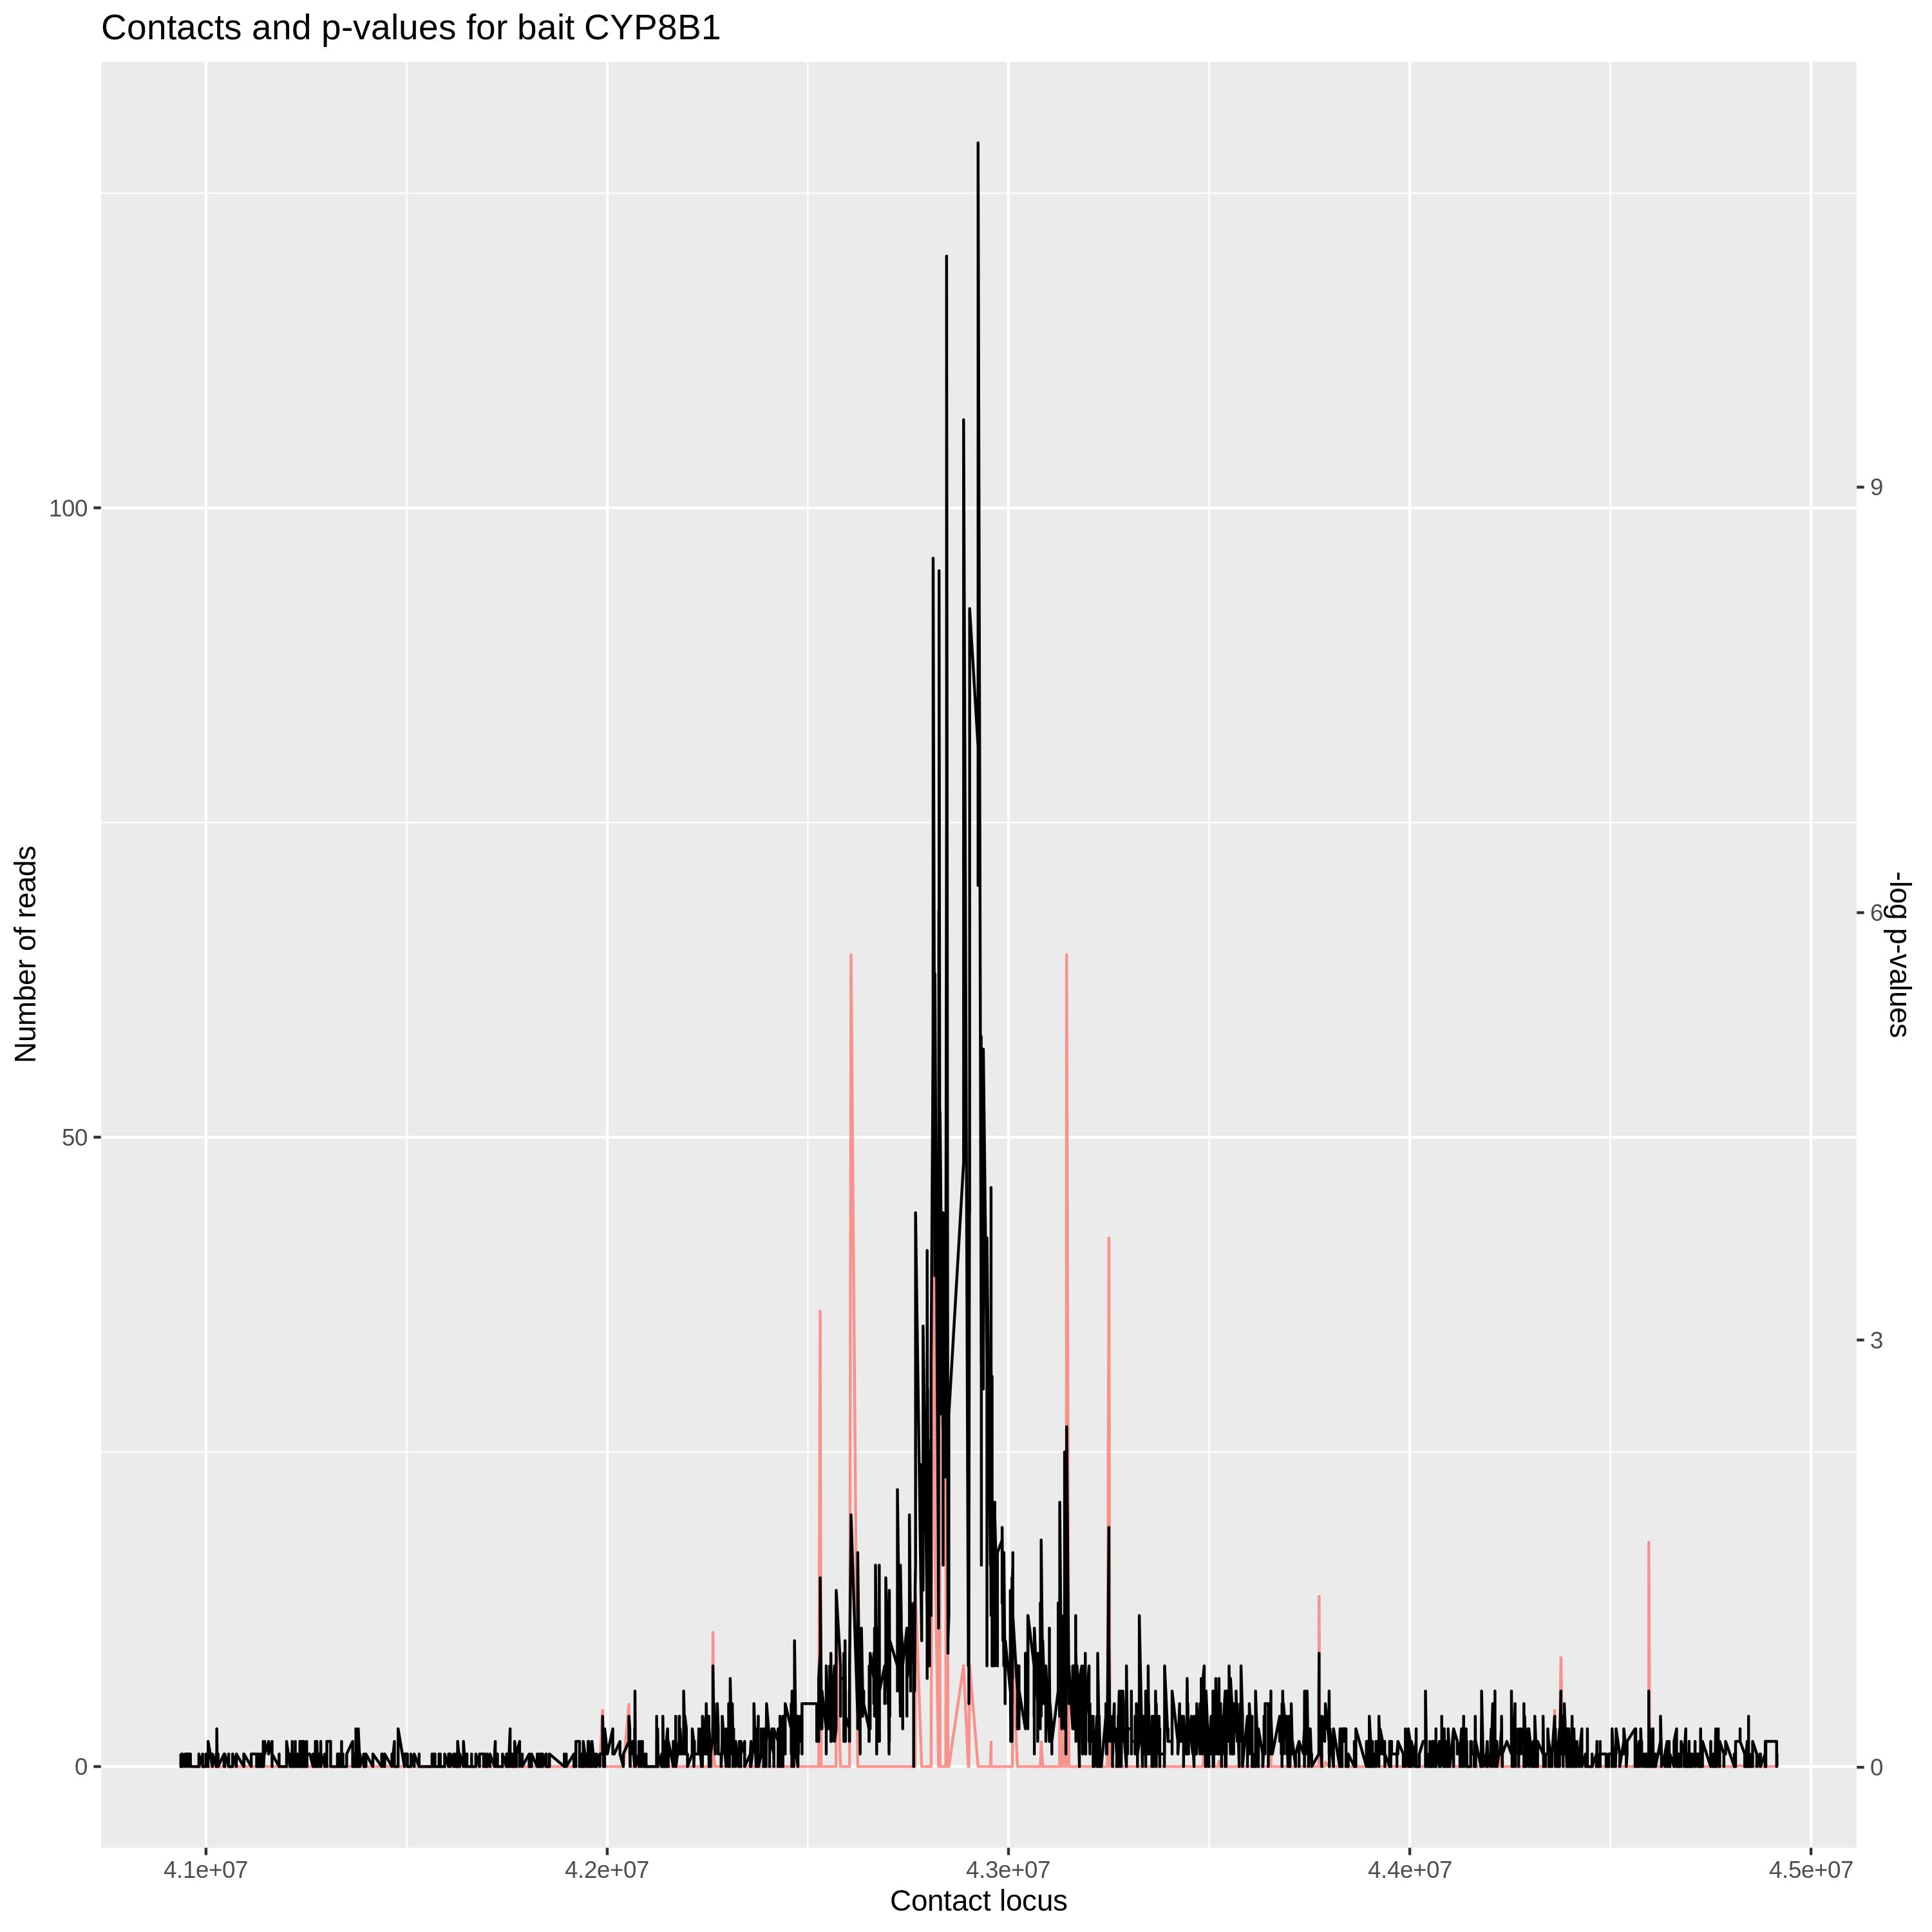 Contacts and p-values for bait CYP8B1
Number of reads
100
50
0
9
6
3
0
-log p-values
4.1e+07
4.2e+07
4.3e+07
4.4e+07
4.5e+07
Contact locus